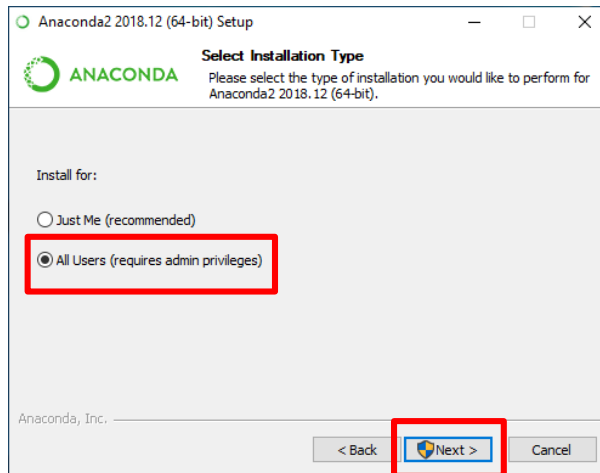 Anaconda2 2018.12 (64-bit) Setup
ANACONDA
Select Installation Type
Please select the type of installation you would like to perform for
Anaconda2 2018.12 (64-bit).
Install for:
Just Me (recommended)
All Users (requires admin privileges)
Anaconda, Inc.
< Back
Next >
Cancel